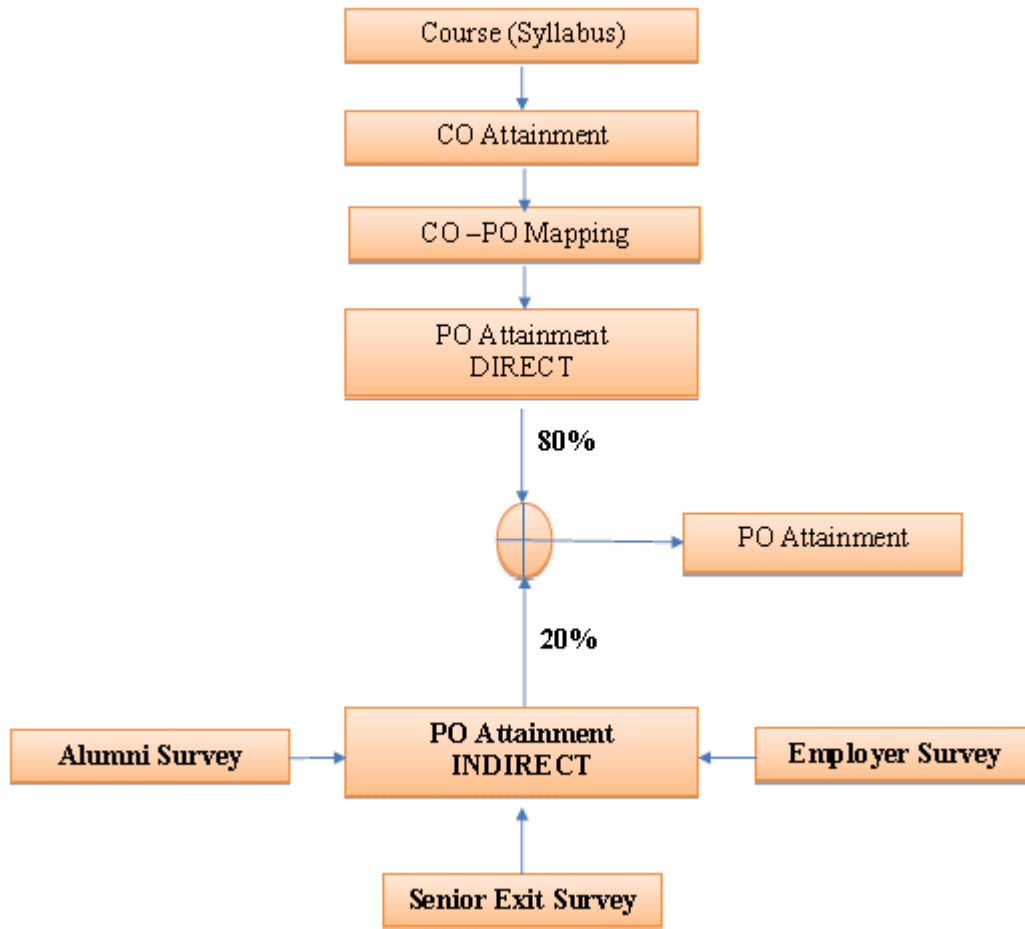 Course (Syllabus)
CO Attainment
CO –PO Mapping
PO Attainment
DIRECT
80%
PO Attainment
20%
PO Attainment
INDIRECT
Alumni Survey
Employer Survey
Senior Exit Survey